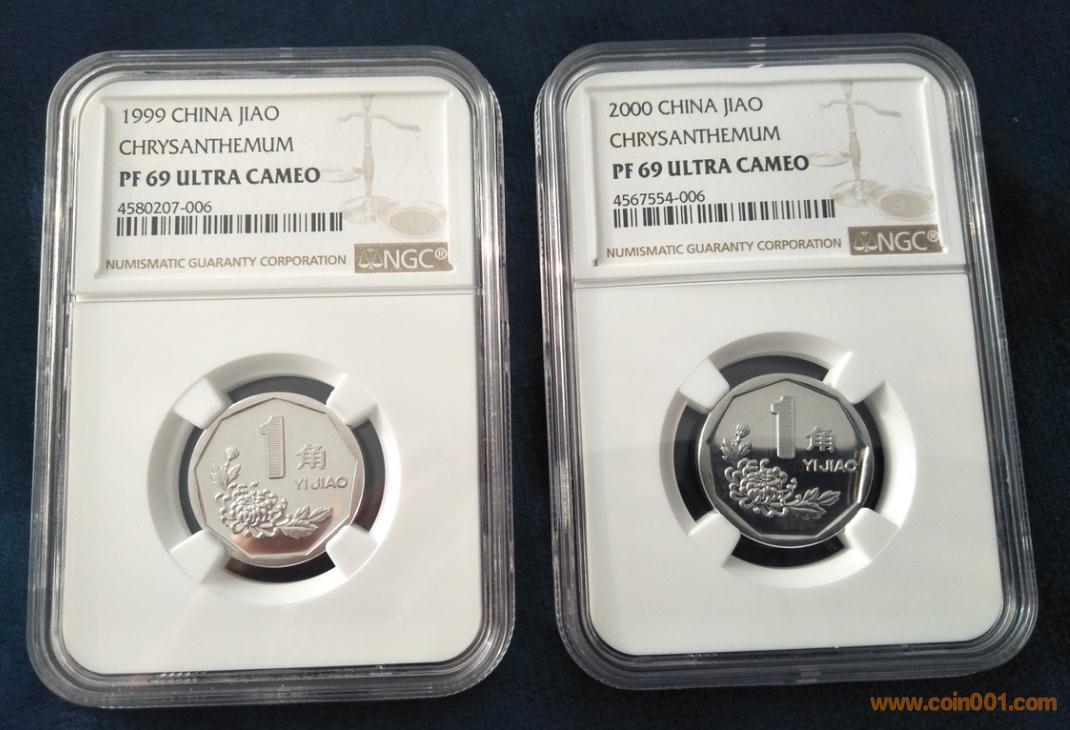 1999 CHINA JIAO
CHRYSANTHEMUM
PF 69 ULTRA CAMEO
4580207-006
NUMISMATIC GUARANTY CORPORATION
NGC®
1角
YI JIAO
2000 CHINA JIAO
CHRYSANTHEMUM
PF 69 ULTRA CAMEO
4567554-006
NUMISMATIC GUARANTY CORPORATION
NGC®
1角
YI JIAO
www.coin001.com